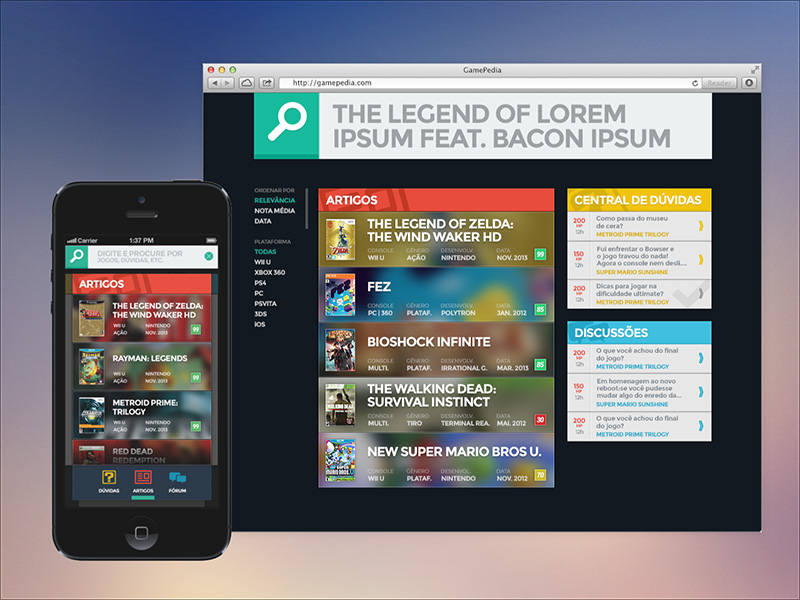 GamePedia
http://gamepedia.com
Reader
THE LEGEND OF LOREM
IPSUM FEAT. BACON IPSUM
ORDENAR POR
RELEVÂNCIA
NOTA MÉDIA
DATA
PLATAFORMA
TODAS
WII U
XBOX 360
PS4
PC
PSVITA
3DS
iOS
ARTIGOS
THE LEGEND OF ZELDA:
THE WIND WAKER HD
CONSOLE GÊNERO DESENVOLV. DATA
WII U AÇÃO NINTENDO NOV. 2013
99
FEZ
CONSOLE GÊNERO DESENVOLV. DATA
PC | 360 PLATAF. POLYTRON JAN. 2012
85
BIOSHOCK INFINITE
CONSOLE GÊNERO DESENVOLV. DATA
MULTI. PLATAF. IRRATIONAL G. MAR. 2013
85
THE WALKING DEAD:
SURVIVAL INSTINCT
CONSOLE GÊNERO DESENVOLV. DATA
MULTI. TIRO TERMINAL REA. MAI. 2012
30
NEW SUPER MARIO BROS U.
CONSOLE GÊNERO DESENVOLV. DATA
WII U PLATAF. NINTENDO NOV. 2012
70
CENTRAL DE DÚVIDAS
200 HP 12h
Como passa do museu
de cera?
METROID PRIME TRILOGY
150 HP 12h
Fui enfrentar o Bowser e
o jogo travou do nada!
Agora o console nem desli...
SUPER MARIO SUNSHINE
200 HP 12h
Dicas para jogar na
dificuldade ultimate?
METROID PRIME TRILOGY
DISCUSSÕES
200 HP 12h
O que você achou do final
do jogo?
METROID PRIME TRILOGY
150 HP 12h
Em homenagem ao novo
reboot:se você pudesse
mudar algo do enredo da...
SUPER MARIO SUNSHINE
200 HP 12h
O que você achou do final
do jogo?
METROID PRIME TRILOGY
Carrier 1:37 PM
DIGITE E PROCURE POR
JOGOS, DÚVIDAS, ETC.
ARTIGOS
THE LEGEND OF ZELDA:
THE WIND WAKER HD
WII U NINTENDO
AÇÃO NOV. 2013
99
RAYMAN: LEGENDS
WII U NINTENDO
AÇÃO NOV. 2013
99
METROID PRIME:
TRILOGY
WII U NINTENDO
AÇÃO NOV. 2013
99
RED DEAD
REDEMPTION
DÚVIDAS ARTIGOS FÓRUM